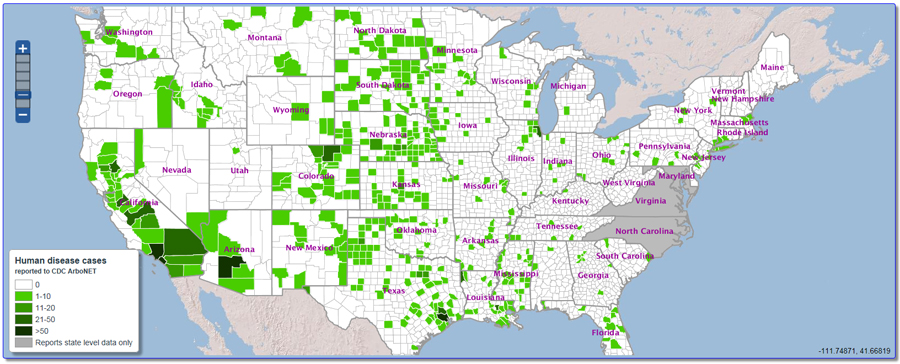 Washington
Montana
North Dakota
Minnesota
Maine
Oregon
Idaho
South Dakota
Wisconsin
Michigan
Vermont
New Hampshire
Wyoming
New York
Massachusetts
Rhode Island
Nebraska
Iowa
Nevada
Utah
Colorado
Kansas
Missouri
Illinois
Indiana
Ohio
Pennsylvania
New Jersey
Maryland
West Virginia
Virginia
California
Kentucky
Arizona
New Mexico
Oklahoma
Arkansas
Tennessee
North Carolina
South Carolina
Texas
Louisiana
Mississippi
Georgia
Florida
Human disease cases
reported to CDC ArboNET
0
1-10
11-20
21-50
>50
Reports state level data only
-111.74871, 41.66819